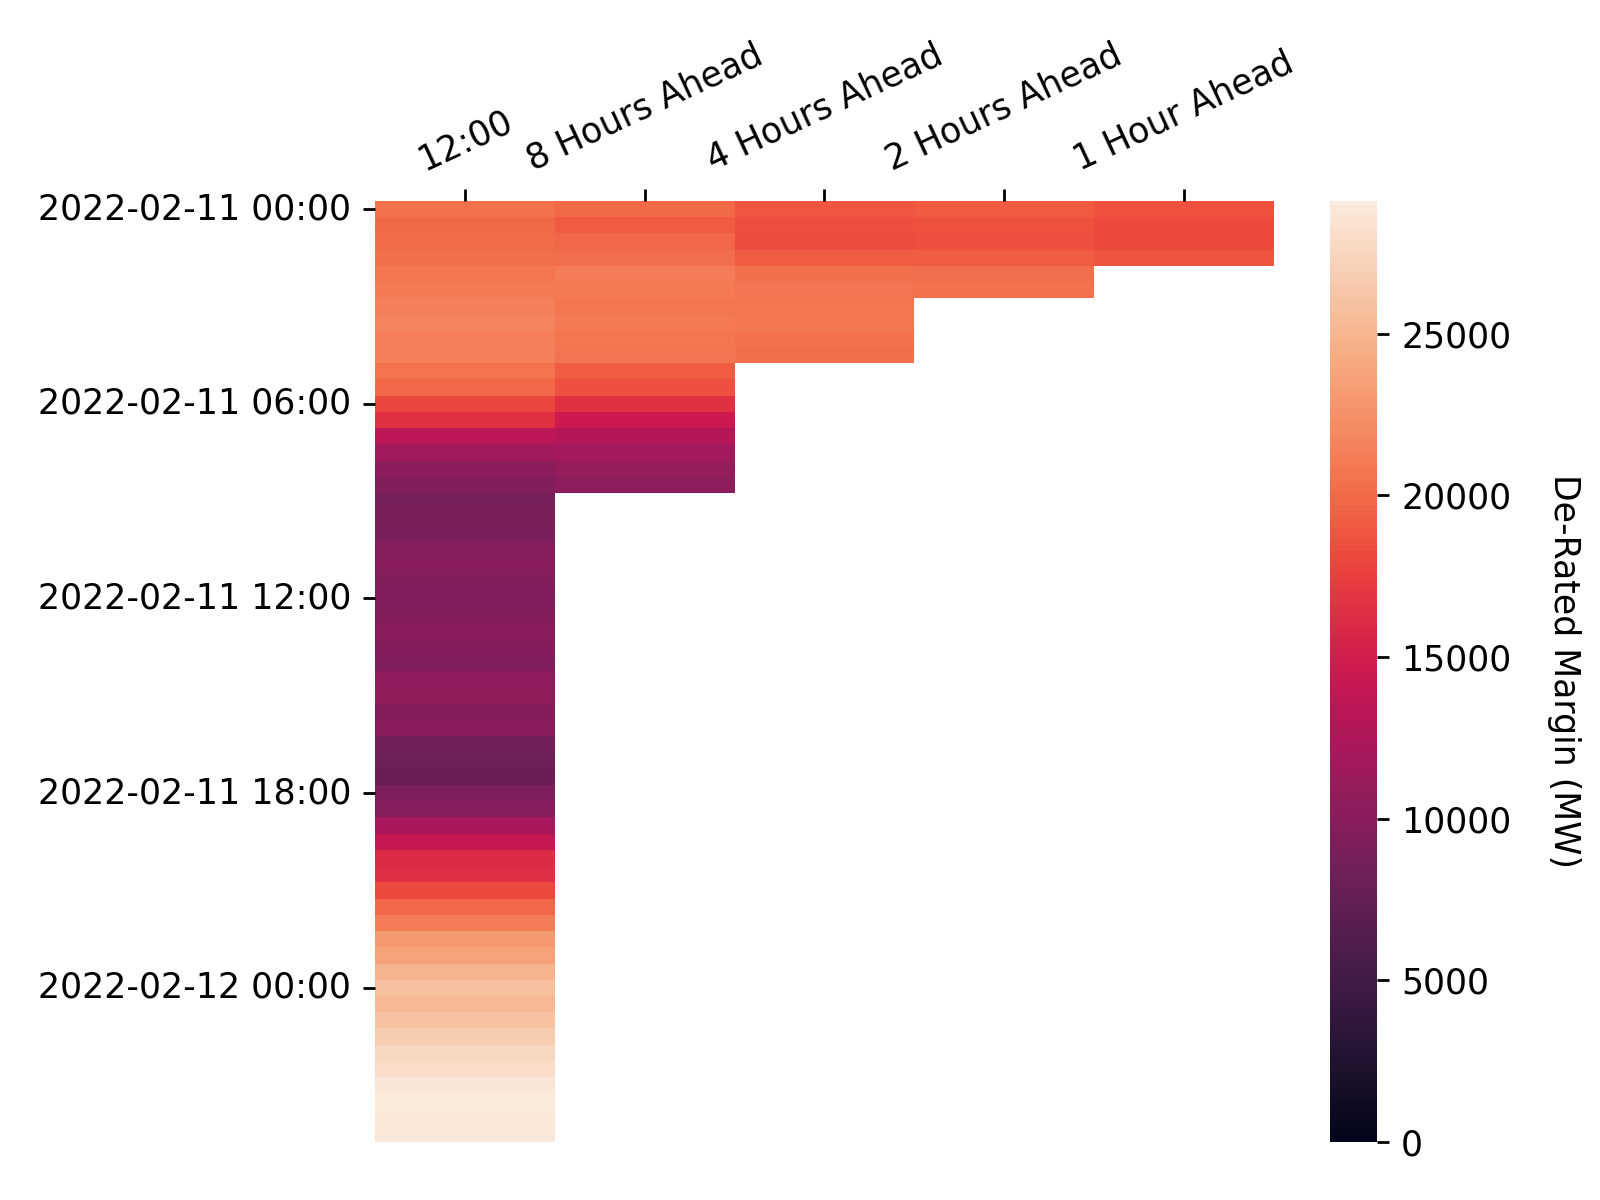 12:00
8 Hours Ahead
4 Hours Ahead
2 Hours Ahead
1 Hour Ahead
2022-02-11 00:00
2022-02-11 06:00
2022-02-11 12:00
2022-02-11 18:00
2022-02-12 00:00
25000
20000
15000
10000
5000
0
De-Rated Margin (MW)